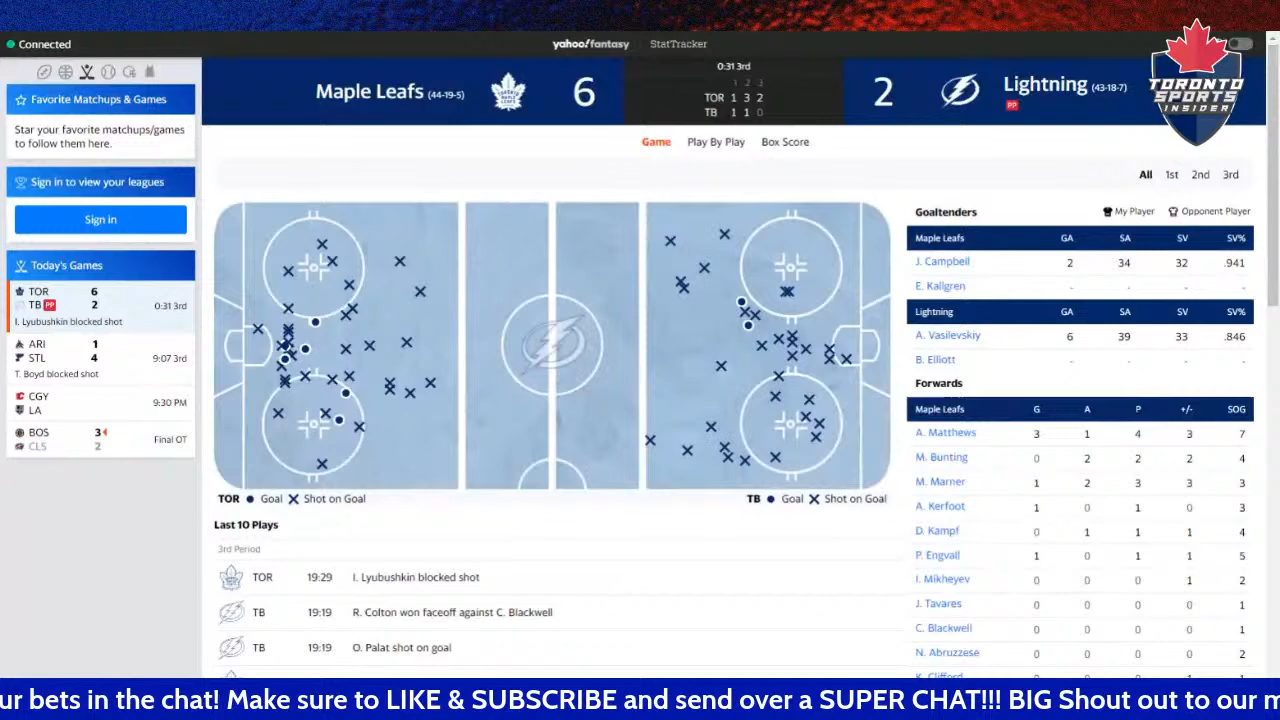 Connected
yahoo!fantasy StatTracker
TORONTO
SPORTS
INSIDER
Favorite Matchups & Games
Star your favorite matchups/games
to follow them here.
Sign in to view your leagues
Sign in
Today's Games
TOR 6
TB PP 2 0:31 3rd
I. Lyubushkin blocked shot
ARI 1
STL 4 9:07 3rd
T. Boyd blocked shot
CGY
LA 9:30 PM
BOS 3
CLS 2 Final OT
Maple Leafs (44-19-5) 6
TORONTO MAPLE LEAFS
0:31 3rd
1 2 3
TOR 1 3 2
TB 1 1 0
2 Lightning (43-18-7)
PP
Game Play By Play Box Score
All 1st 2nd 3rd
TOR Goal Shot on Goal
TB Goal Shot on Goal
Last 10 Plays
3rd Period
TOR 19:29 I. Lyubushkin blocked shot
TB 19:19 R. Colton won faceoff against C. Blackwell
TB 19:19 O. Palat shot on goal
Goaltenders My Player Opponent Player
Maple Leafs GA SA SV SV%
J. Campbell 2 34 32 .941
E. Kallgren - - - -
Lightning GA SA SV SV%
A. Vasilevskiy 6 39 33 .846
B. Elliott - - - -
Forwards
Maple Leafs G A P +/- SOG
A. Matthews 3 1 4 3 7
M. Bunting 0 2 2 2 4
M. Marner 1 2 3 3 3
A. Kerfoot 1 0 1 0 3
D. Kampf 0 1 1 1 4
P. Engvall 1 0 1 1 5
I. Mikheyev 0 0 0 1 2
J. Tavares 0 0 0 0 1
C. Blackwell 0 0 0 0 1
N. Abruzzese 0 0 0 0 2
K. Clifford
ur bets in the chat! Make sure to LIKE & SUBSCRIBE and send over a SUPER CHAT!!! BIG Shout out to our m